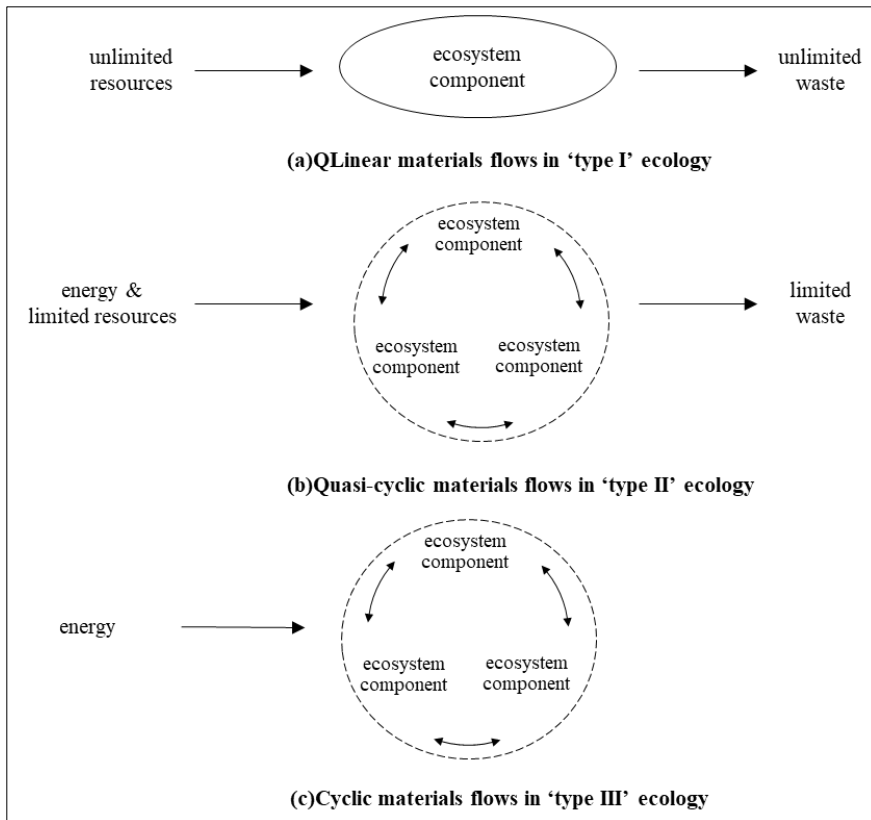 unlimited
resources
ecosystem
component
unlimited
waste
(a)QLinear materials flows in ‘type I’ ecology
energy &
limited resources
ecosystem
component
ecosystem
component
ecosystem
component
limited
waste
(b)Quasi-cyclic materials flows in ‘type II’ ecology
energy
ecosystem
component
ecosystem
component
ecosystem
component
(c)Cyclic materials flows in ‘type III’ ecology